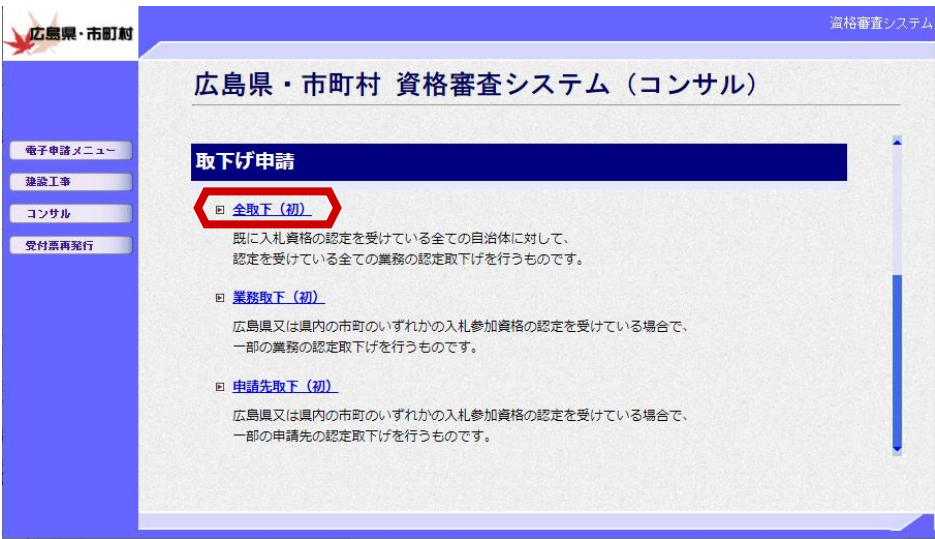 広島県・市町村
資格審査システム
広島県・市町村 資格審査システム（コンサル）
電子申請メニュー
建設工事
コンサル
受付票再発行
取下げ申請
全取下（初）
既に入札資格の認定を受けている全ての自治体に対して、
認定を受けている全ての業務の認定取下げを行うものです。
業務取下（初）
広島県又は県内の市町のいずれかの入札参加資格の認定を受けている場合で、
一部の業務の認定取下げを行うものです。
申請先取下（初）
広島県又は県内の市町のいずれかの入札参加資格の認定を受けている場合で、
一部の申請先の認定取下げを行うものです。